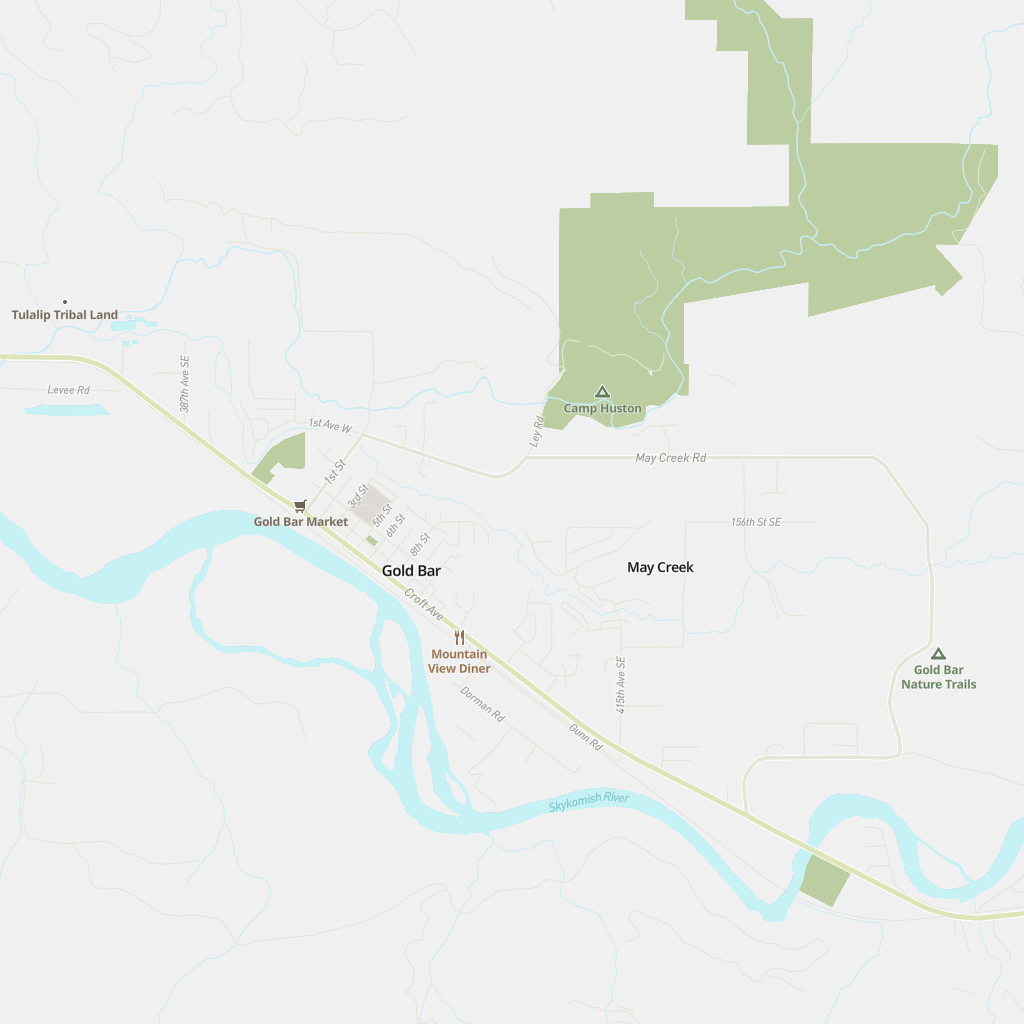 Tulalip Tribal Land
Levee Rd
387th Ave SE
Camp Huston
1st Ave W
Ley Rd
May Creek Rd
1st St
3rd St
5th St
6th St
8th St
Gold Bar Market
156th St SE
Gold Bar
May Creek
Croft Ave
Mountain
View Diner
Gold Bar
Nature Trails
415th Ave SE
Dorman Rd
Gunn Rd
Skykomish River